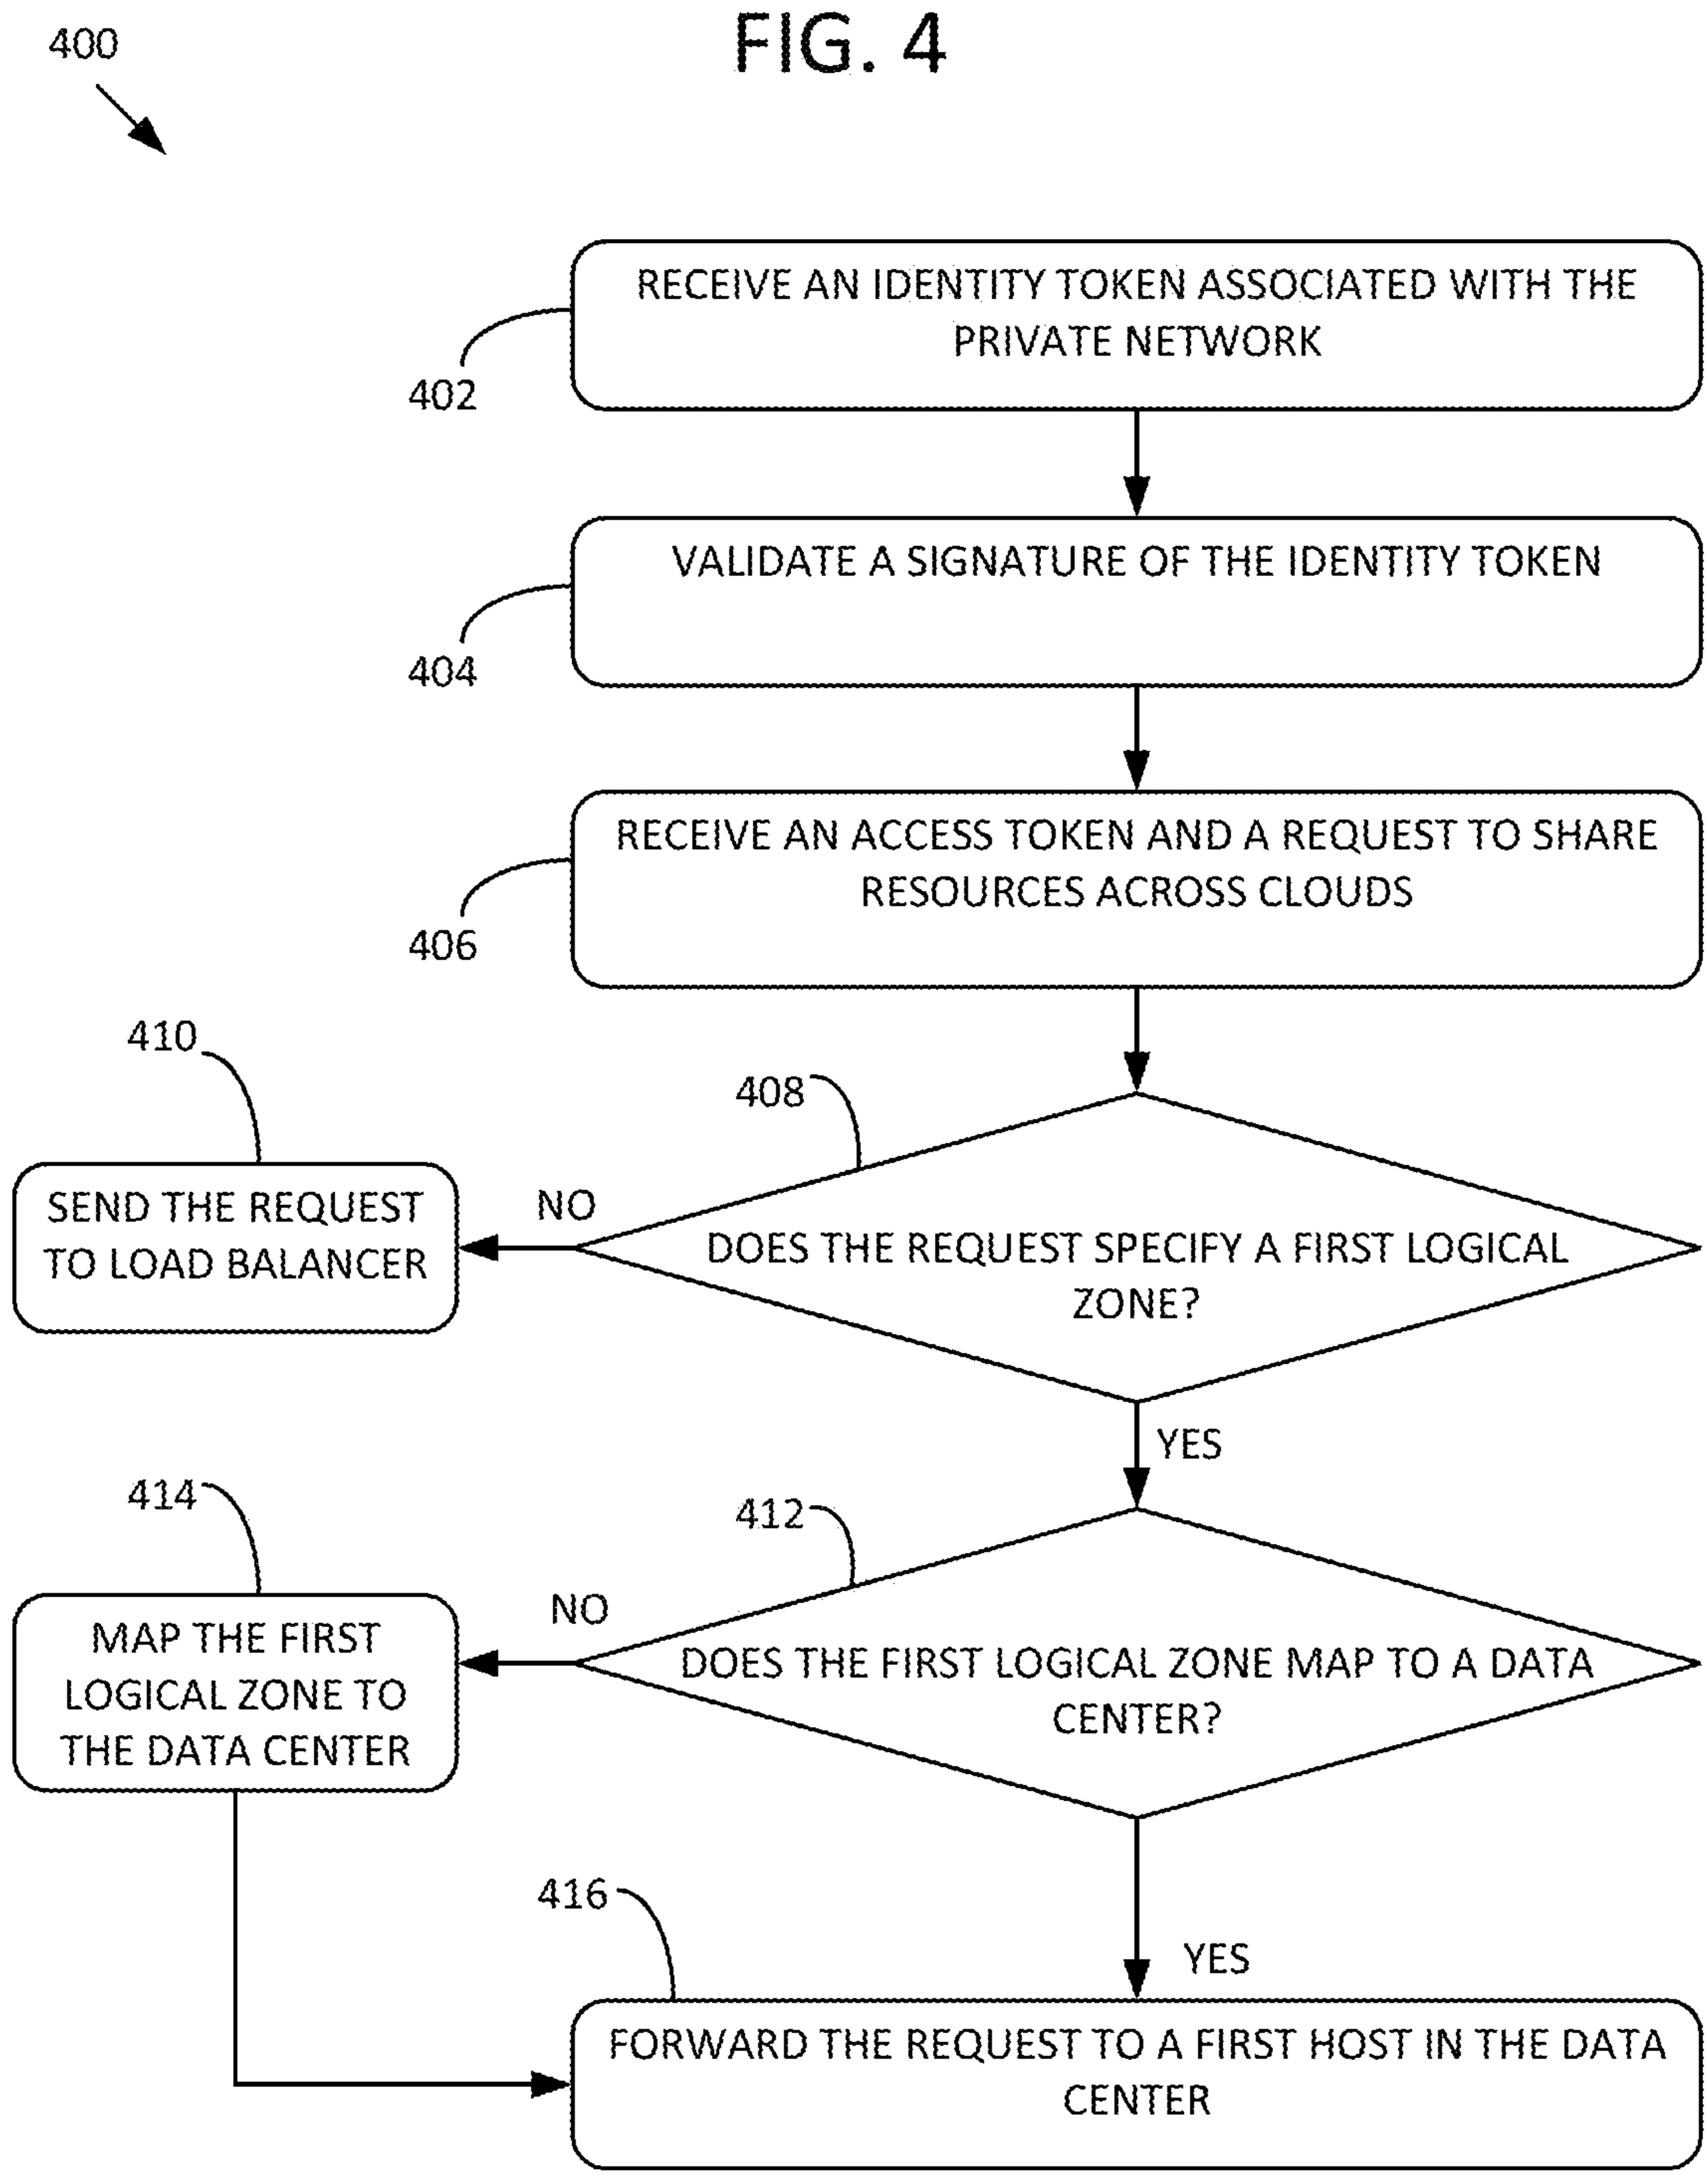 FIG. 4
400
RECEIVE AN IDENTITY TOKEN ASSOCIATED WITH THE
PRIVATE NETWORK
402
VALIDATE A SIGNATURE OF THE IDENTITY TOKEN
404
RECEIVE AN ACCESS TOKEN AND A REQUEST TO SHARE
RESOURCES ACROSS CLOUDS
406
410
408
SEND THE REQUEST
TO LOAD BALANCER
NO
DOES THE REQUEST SPECIFY A FIRST LOGICAL
ZONE?
YES
414
412
MAP THE FIRST
LOGICAL ZONE TO
THE DATA CENTER
NO
DOES THE FIRST LOGICAL ZONE MAP TO A DATA
CENTER?
416
YES
FORWARD THE REQUEST TO A FIRST HOST IN THE DATA
CENTER